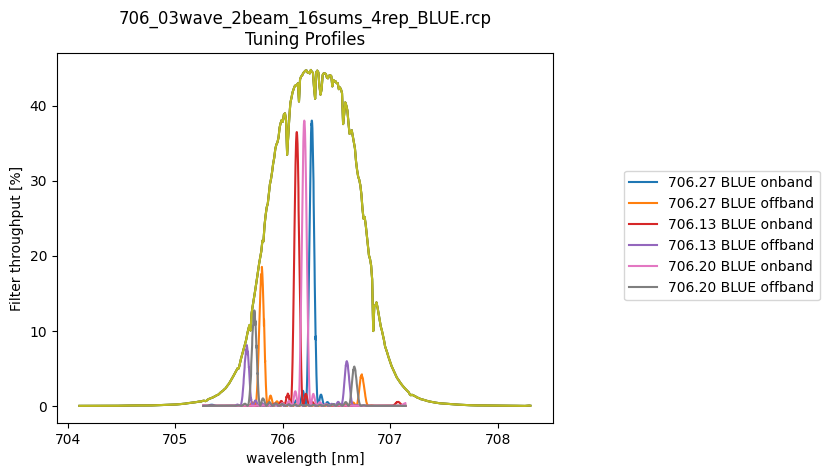 706_03wave_2beam_16sums_4rep_BLUE.rcp
Tuning Profiles
Filter throughput [%]
40
30
20
10
0
704
705
706
707
708
wavelength [nm]
706.27 BLUE onband
706.27 BLUE offband
706.13 BLUE onband
706.13 BLUE offband
706.20 BLUE onband
706.20 BLUE offband